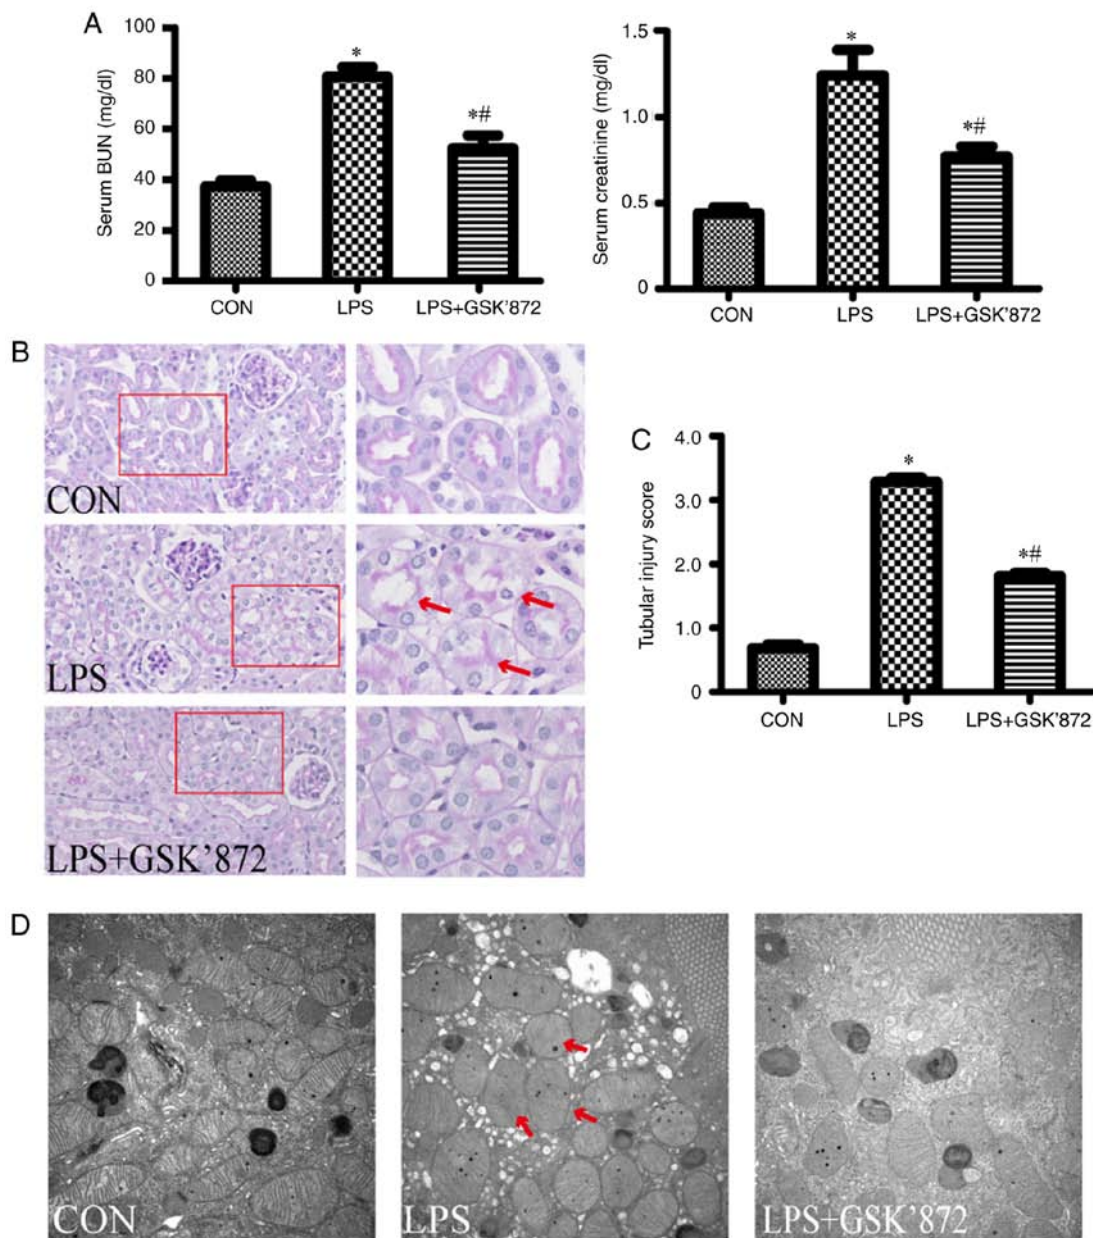 A
Serum BUN (mg/dl)
100
80
60
40
20
0
*
*#
CON
LPS
LPS+GSK'872
Serum creatinine (mg/dl)
1.5
1.0
0.5
0
*
*#
CON
LPS
LPS+GSK'872
B
CON
LPS
LPS+GSK'872
C
Tubular injury score
4.0
3.0
2.0
1.0
0
*
*#
CON
LPS
LPS+GSK'872
D
CON
LPS
LPS+GSK'872